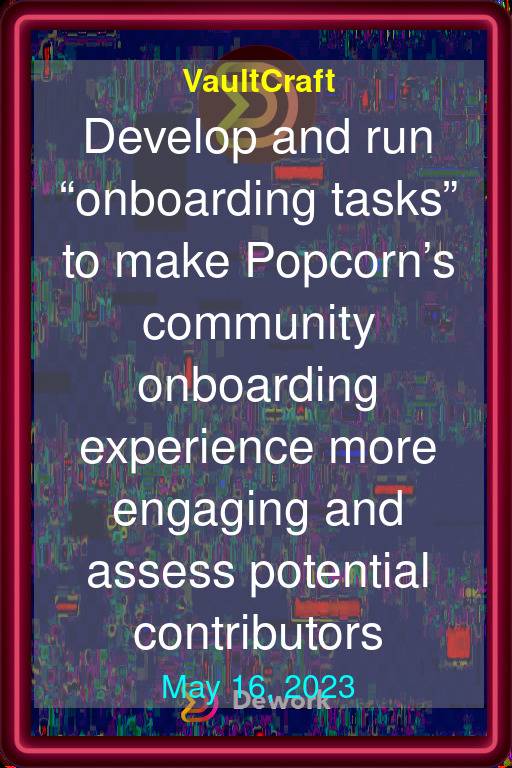 VaultCraft
Develop and run
“onboarding tasks”
to make Popcorn’s
community
onboarding
experience more
engaging and
assess potential
contributors
May 16, 2023
Dework